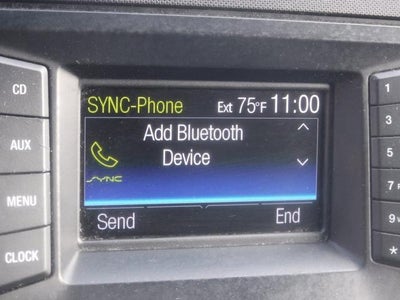 SYNC-Phone Ext 75°F 11:00
Add Bluetooth
Device
SYNC
Send End
CD
AUX
MENU
CLOCK
1
3
5
7
9
*